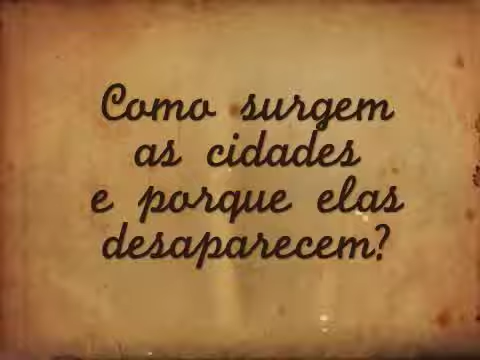 Como surgem
as cidades
e porque elas
desaparecem?